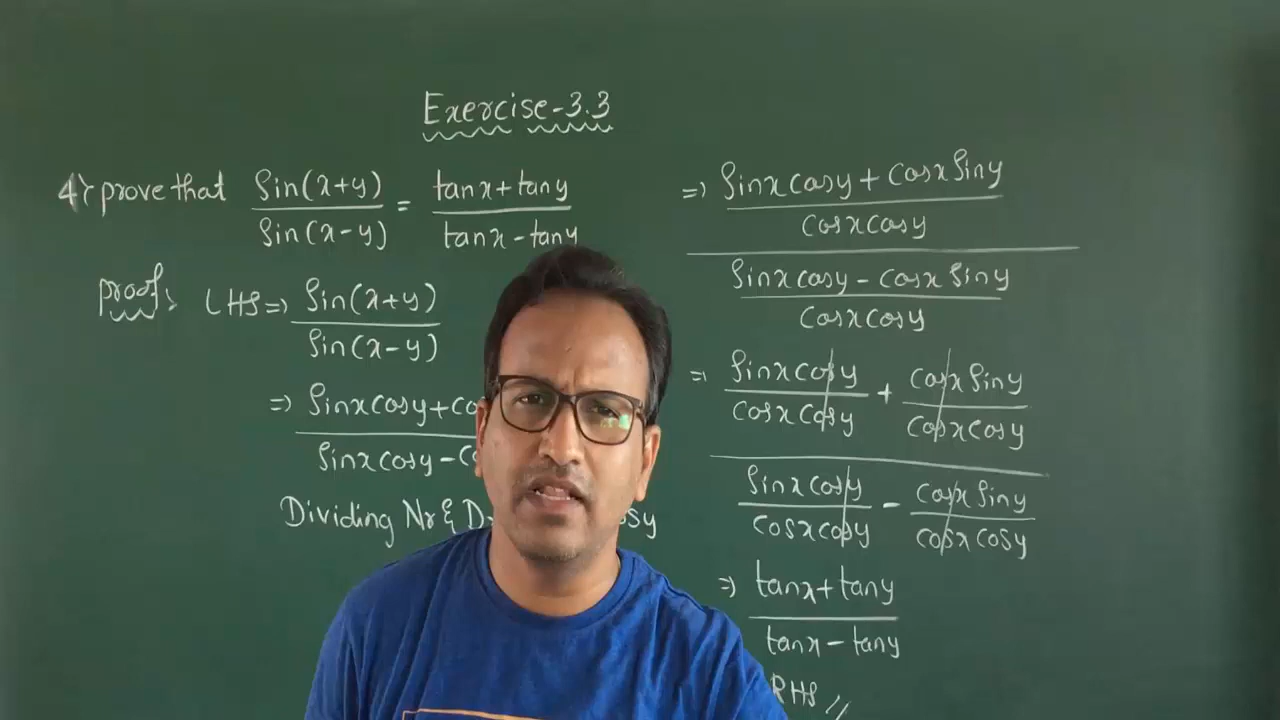 Exercise-3.3
4) prove that Sin(x+y) = tanx+tany
Sin(x-y) tanx-tany
Proof:- LHS => Sin(x+y)
Sin(x-y)
=> Sinxcosy+co
Sinxcosy-c
Dividing Nr & D osy
=> Sinxcosy+cosxSiny
cosxcosy
Sinxcosy-cosxSiny
cosxcosy
=> Sinxcosy + cosxSiny
cosxcosy cosxcosy
Sinxcosy - cosxSiny
cosxcosy cosxcosy
=> tanx+tany
tanx-tany
RHS //